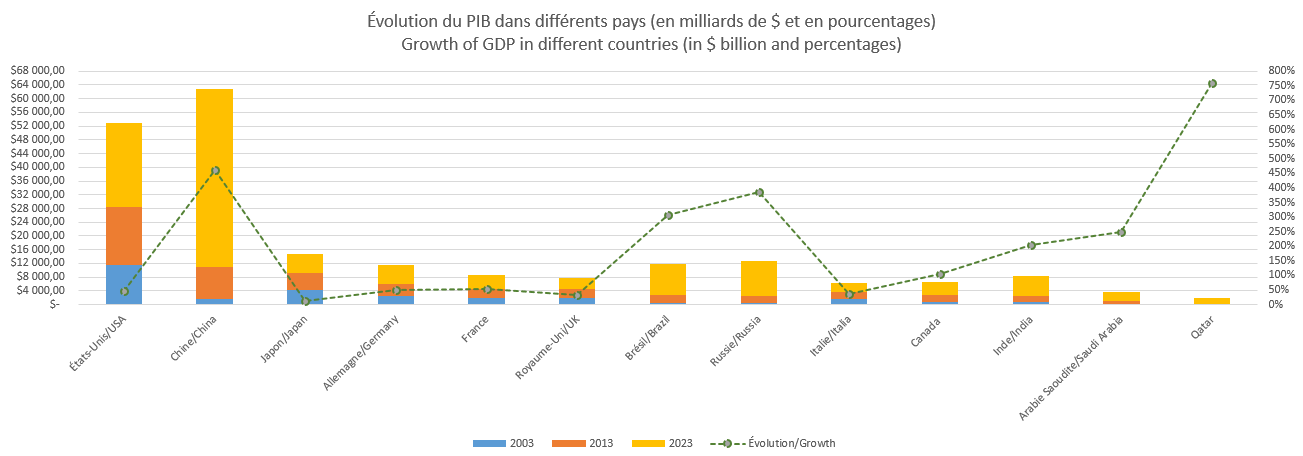 Évolution du PIB dans différents pays (en milliards de $ et en pourcentages)
Growth of GDP in different countries (in $ billion and percentages)
$68 000,00
$64 000,00
$60 000,00
$56 000,00
$52 000,00
$48 000,00
$44 000,00
$40 000,00
$36 000,00
$32 000,00
$28 000,00
$24 000,00
$20 000,00
$16 000,00
$12 000,00
$8 000,00
$4 000,00
$-
800%
750%
700%
650%
600%
550%
500%
450%
400%
350%
300%
250%
200%
150%
100%
50%
0%
États-Unis/USA
Chine/China
Japon/Japan
Allemagne/Germany
France
Royaume-Uni/UK
Brésil/Brazil
Russie/Russia
Italie/Italia
Canada
Inde/India
Arabie Saoudite/Saudi Arabia
Qatar
2003 2013 2023 Évolution/Growth